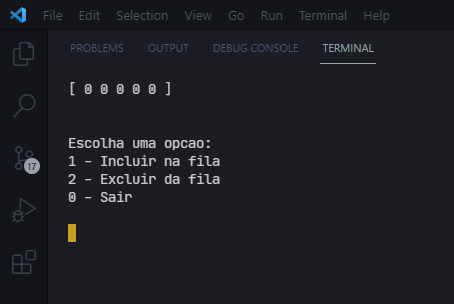 File Edit Selection View Go Run Terminal Help
PROBLEMS OUTPUT DEBUG CONSOLE TERMINAL
[ 0 0 0 0 0 ]
Escolha uma opcao:
1 - Incluir na fila
2 - Excluir da fila
0 - Sair
17